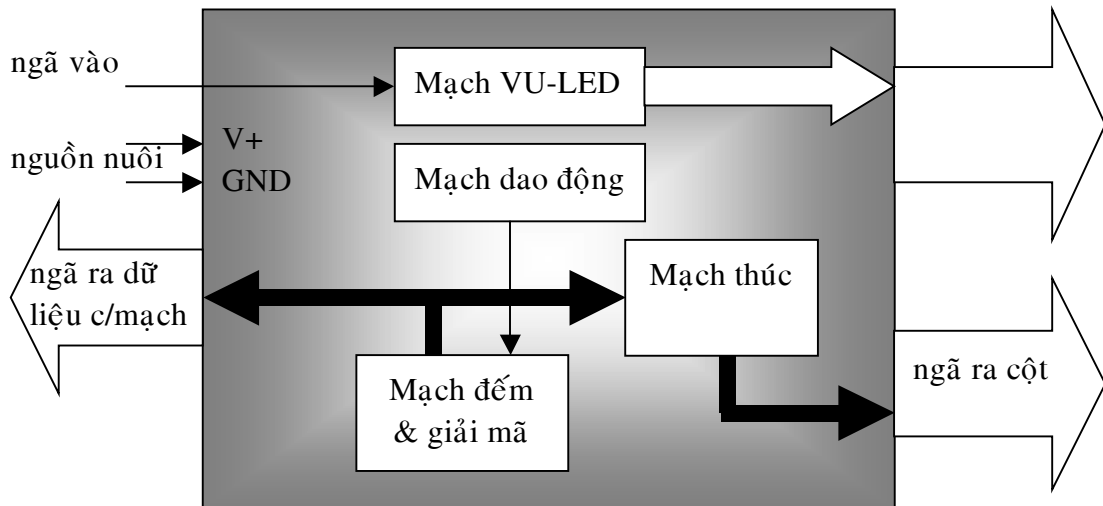 ngã vào
Mạch VU-LED
V+
nguồn nuôi
GND
Mạch dao động
ngã ra dữ
liệu c/mạch
Mạch thúc
ngã ra cột
Mạch đếm
& giải mã